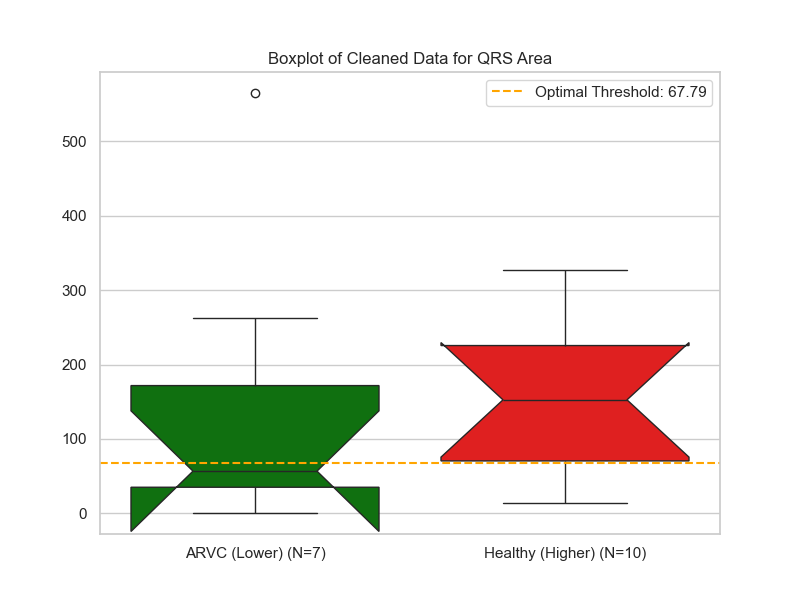 Boxplot of Cleaned Data for QRS Area
Optimal Threshold: 67.79
500
400
300
200
100
0
ARVC (Lower) (N=7)
Healthy (Higher) (N=10)